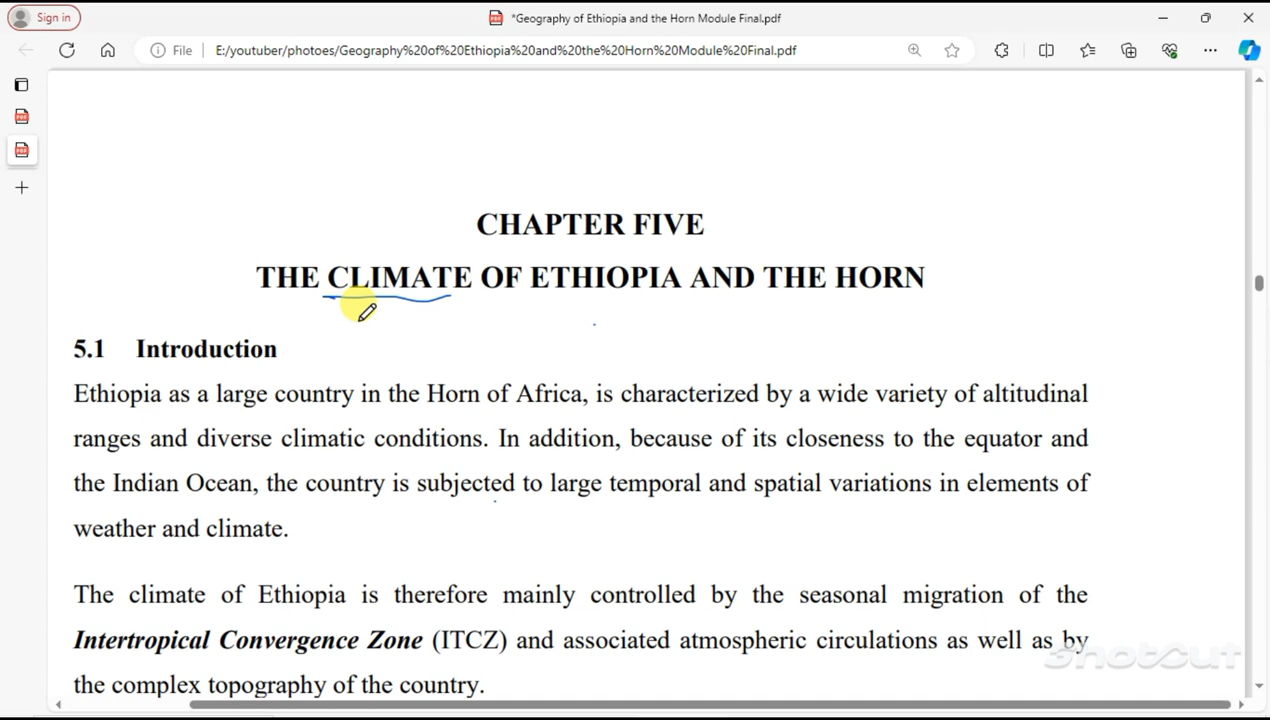 Sign in
*Geography of Ethiopia and the Horn Module Final.pdf
File
E:/youtuber/photoes/Geography%20of%20Ethiopia%20and%20the%20Horn%20Module%20Final.pdf
CHAPTER FIVE
THE CLIMATE OF ETHIOPIA AND THE HORN
5.1 Introduction
Ethiopia as a large country in the Horn of Africa, is characterized by a wide variety of altitudinal
ranges and diverse climatic conditions. In addition, because of its closeness to the equator and
the Indian Ocean, the country is subjected to large temporal and spatial variations in elements of
weather and climate.
The climate of Ethiopia is therefore mainly controlled by the seasonal migration of the
Intertropical Convergence Zone (ITCZ) and associated atmospheric circulations as well as by
the complex topography of the country.
shotcut